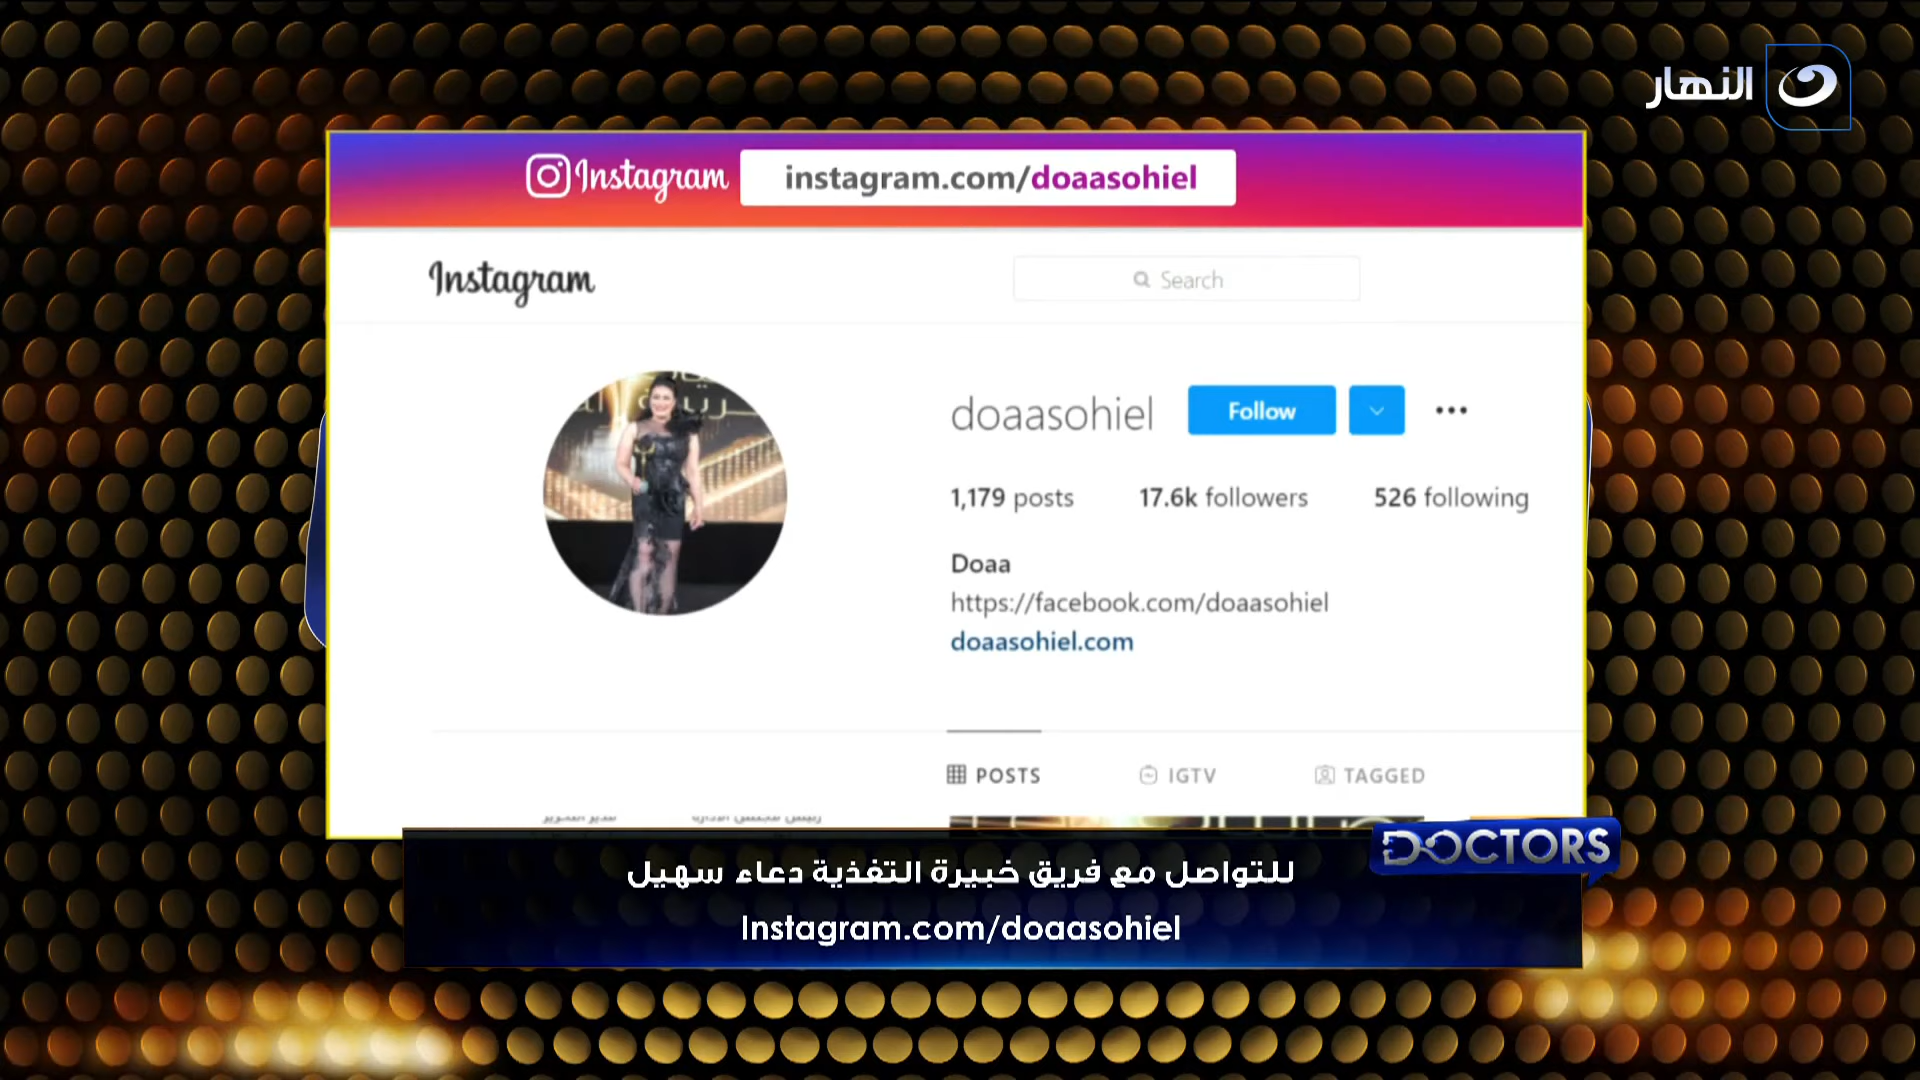 النهار
Instagram
instagram.com/doaasohiel
Instagram
Search
doaasohiel
Follow
1,179 posts
17.6k followers
526 following
Doaa
https://facebook.com/doaasohiel
doaasohiel.com
POSTS
IGTV
TAGGED
DOCTORS
للتواصل مع فريق خبيرة التغذية دعاء سهيل
Instagram.com/doaasohiel